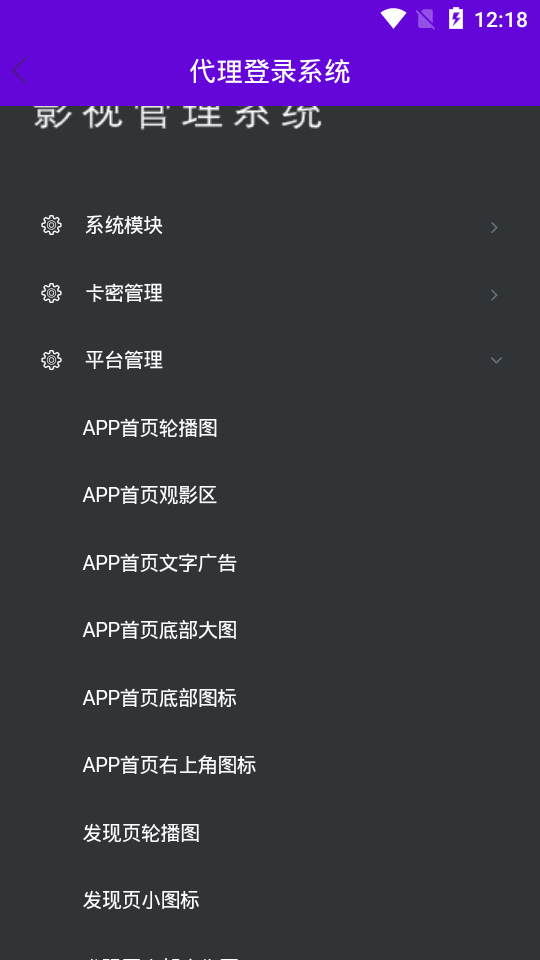 12:18
代理登录系统
影视管理系统
系统模块
卡密管理
平台管理
APP首页轮播图
APP首页观影区
APP首页文字广告
APP首页底部大图
APP首页底部图标
APP首页右上角图标
发现页轮播图
发现页小图标